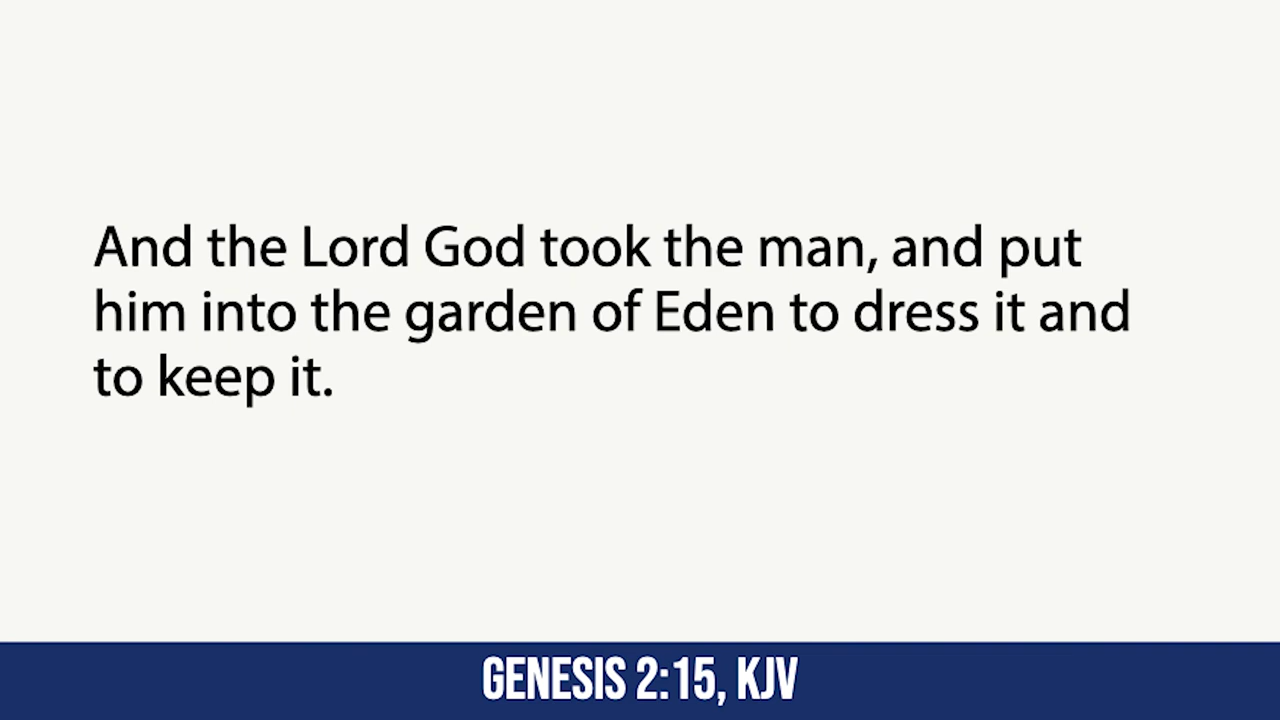 And the Lord God took the man, and put
him into the garden of Eden to dress it and
to keep it.
GENESIS 2:15, KJV